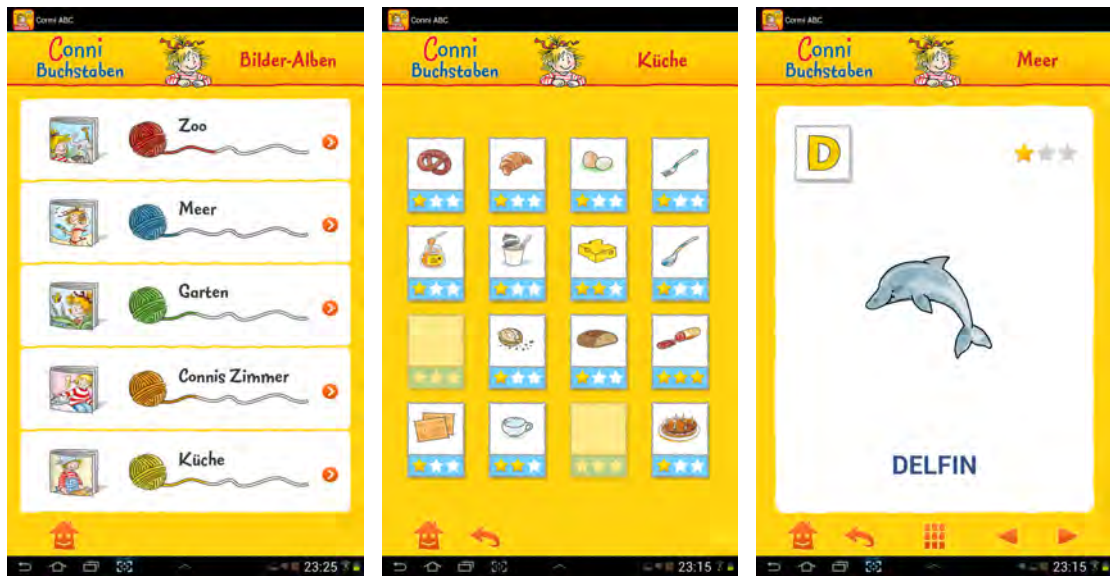 Conni ABC
Conni
Buchstaben
Bilder-Alben
Zoo
Meer
Garten
Connis Zimmer
Küche
23:25
Conni ABC
Conni
Buchstaben
Küche
23:15
Conni ABC
Conni
Buchstaben
Meer
D
DELFIN
23:15